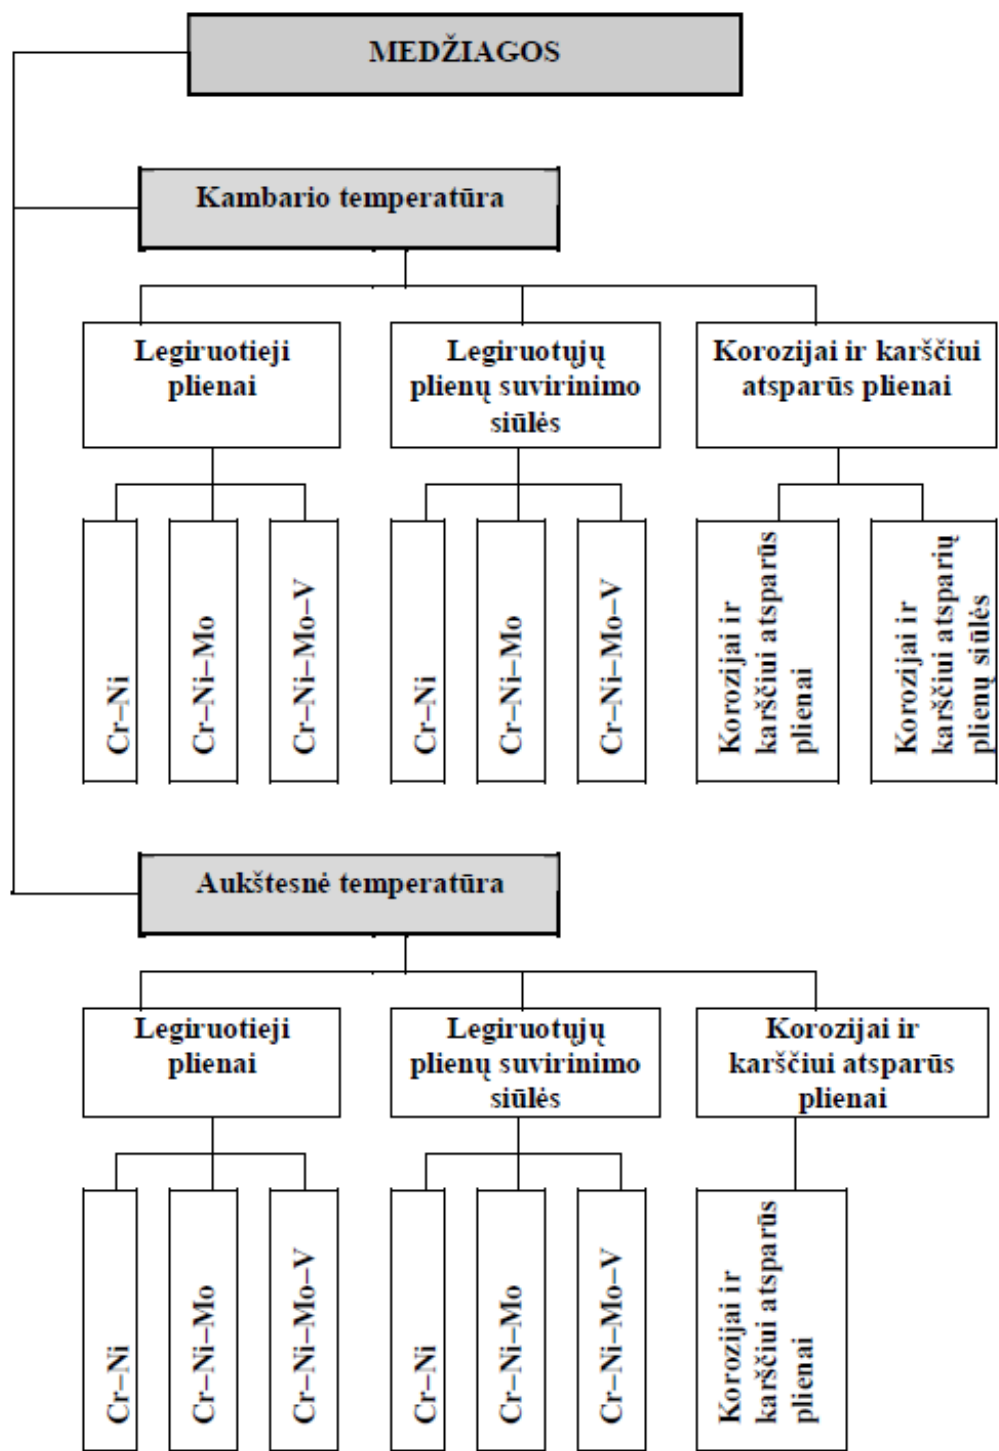 MEDŽIAGOS
Kambario temperatūra
Legiruotieji
plienai
Legiruotųjų
plienų suvirinimo
siūlės
Korozijai ir karščiui
atsparūs plienai
Cr–Ni
Cr–Ni–Mo
Cr–Ni–Mo–V
Cr–Ni
Cr–Ni–Mo
Cr–Ni–Mo–V
Korozijai ir
karščiui atsparūs
plienai
Korozijai ir
karščiui atsparių
plienų siūlės
Aukštesnė temperatūra
Legiruotieji
plienai
Legiruotųjų
plienų suvirinimo
siūlės
Korozijai ir
karščiui atsparūs
plienai
Cr–Ni
Cr–Ni–Mo
Cr–Ni–Mo–V
Cr–Ni
Cr–Ni–Mo
Cr–Ni–Mo–V
Korozijai ir
karščiui atsparūs
plienai